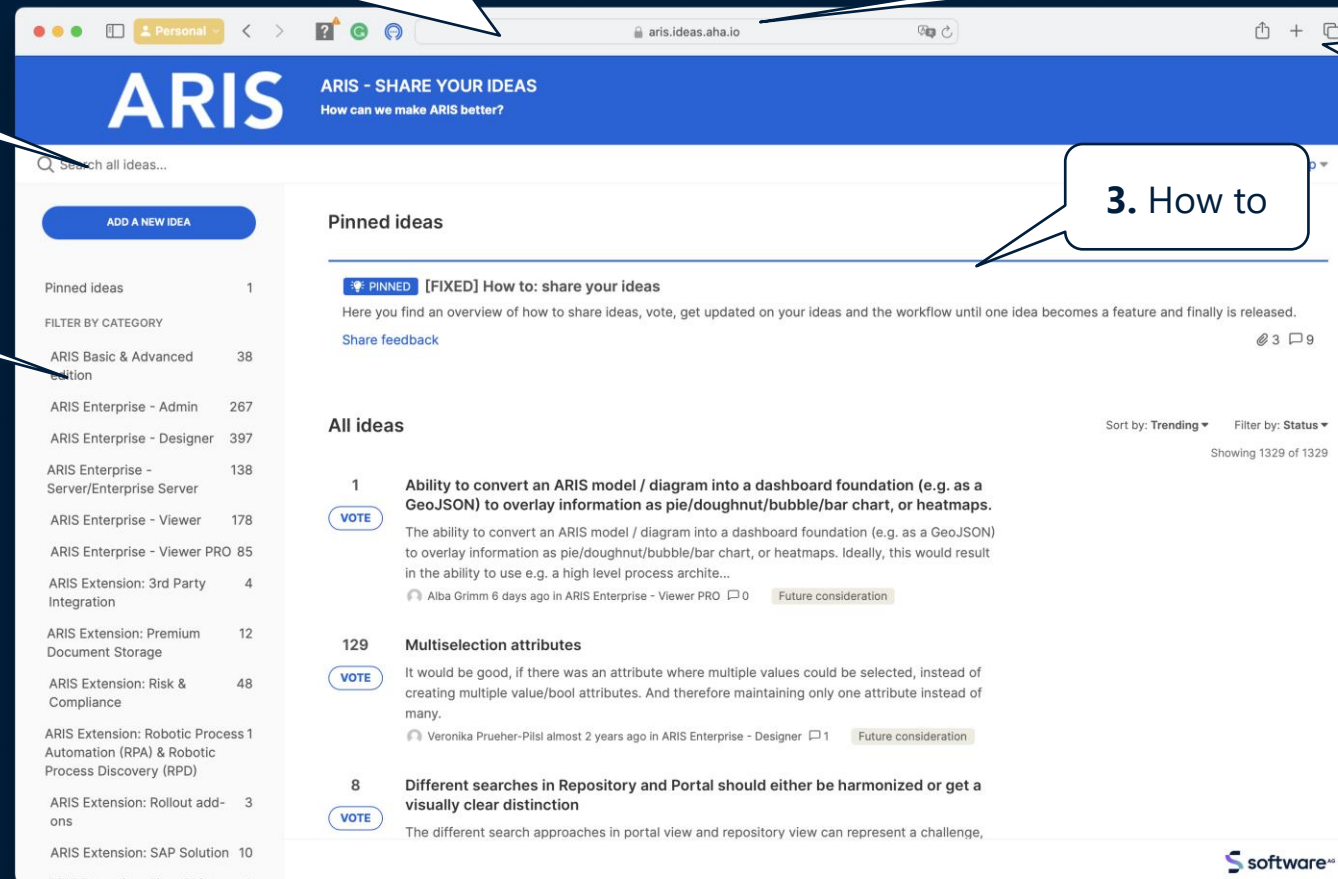 Personal
aris.ideas.aha.io
ARIS
ARIS - SHARE YOUR IDEAS
How can we make ARIS better?
Search all ideas...
3. How to
ADD A NEW IDEA
Pinned ideas 1
FILTER BY CATEGORY
ARIS Basic & Advanced 38
edition
ARIS Enterprise - Admin 267
ARIS Enterprise - Designer 397
ARIS Enterprise - 138
Server/Enterprise Server
ARIS Enterprise - Viewer 178
ARIS Enterprise - Viewer PRO 85
ARIS Extension: 3rd Party 4
Integration
ARIS Extension: Premium 12
Document Storage
ARIS Extension: Risk & 48
Compliance
ARIS Extension: Robotic Process 1
Automation (RPA) & Robotic
Process Discovery (RPD)
ARIS Extension: Rollout add- 3
ons
ARIS Extension: SAP Solution 10
Pinned ideas
PINNED [FIXED] How to: share your ideas
Here you find an overview of how to share ideas, vote, get updated on your ideas and the workflow until one idea becomes a feature and finally is released.
Share feedback 3 9
All ideas
Sort by: Trending Filter by: Status
Showing 1329 of 1329
1 Ability to convert an ARIS model / diagram into a dashboard foundation (e.g. as a
GeoJSON) to overlay information as pie/doughnut/bubble/bar chart, or heatmaps.
VOTE
The ability to convert an ARIS model / diagram into a dashboard foundation (e.g. as a GeoJSON)
to overlay information as pie/doughnut/bubble/bar chart, or heatmaps. Ideally, this would result
in the ability to use e.g. a high level process archite...
Alba Grimm 6 days ago in ARIS Enterprise - Viewer PRO 0 Future consideration
129 Multiselection attributes
VOTE
It would be good, if there was an attribute where multiple values could be selected, instead of
creating multiple value/bool attributes. And therefore maintaining only one attribute instead of
many.
Veronika Prueher-Pilsl almost 2 years ago in ARIS Enterprise - Designer 1 Future consideration
8 Different searches in Repository and Portal should either be harmonized or get a
visually clear distinction
VOTE
The different search approaches in portal view and repository view can represent a challenge,
software AG